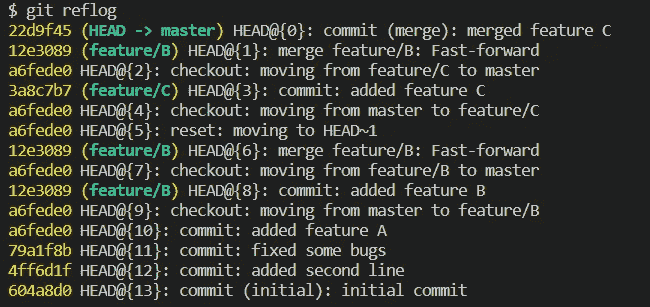 $ git reflog
22d9f45 (HEAD -> master) HEAD@{0}: commit (merge): merged feature C
12e3089 (feature/B) HEAD@{1}: merge feature/B: Fast-forward
a6fede0 HEAD@{2}: checkout: moving from feature/C to master
3a8c7b7 (feature/C) HEAD@{3}: commit: added feature C
a6fede0 HEAD@{4}: checkout: moving from master to feature/C
a6fede0 HEAD@{5}: reset: moving to HEAD~1
12e3089 (feature/B) HEAD@{6}: merge feature/B: Fast-forward
a6fede0 HEAD@{7}: checkout: moving from feature/B to master
12e3089 (feature/B) HEAD@{8}: commit: added feature B
a6fede0 HEAD@{9}: checkout: moving from master to feature/B
a6fede0 HEAD@{10}: commit: added feature A
79a1f8b HEAD@{11}: commit: fixed some bugs
4ff6d1f HEAD@{12}: commit: added second line
604a8d0 HEAD@{13}: commit (initial): initial commit